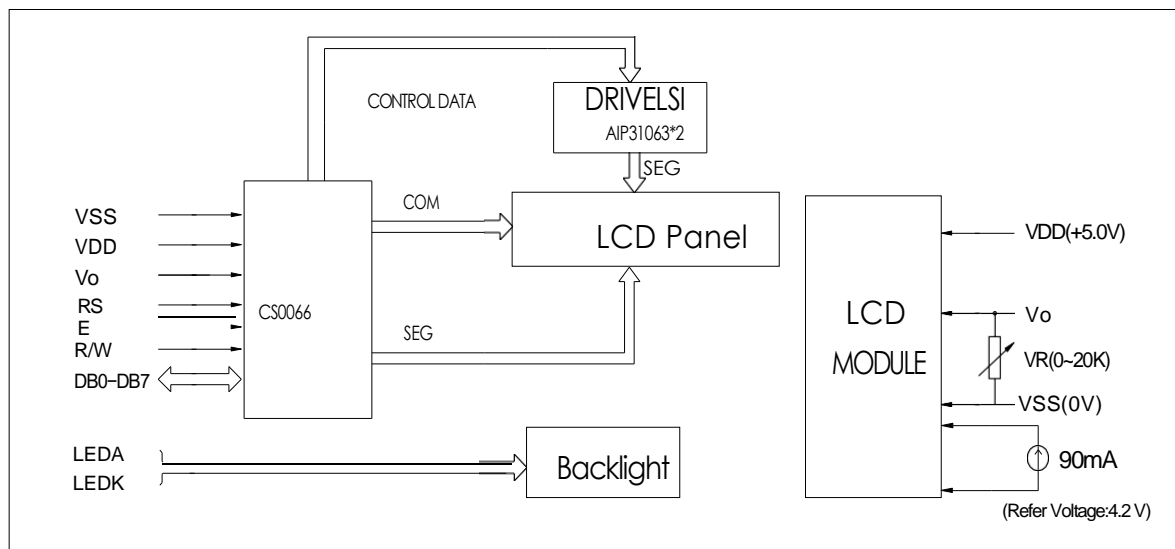 CONTROL DATA
DRIVELSI
AIP31063*2
SEG
COM
LCD Panel
VSS
VDD
Vo
RS
E
R/W
DB0-DB7
CS0066
SEG
LEDA
LEDK
Backlight
LCD
MODULE
VDD(+5.0V)
Vo
VR(0~20K)
VSS(0V)
90mA
(Refer Voltage:4.2 V)